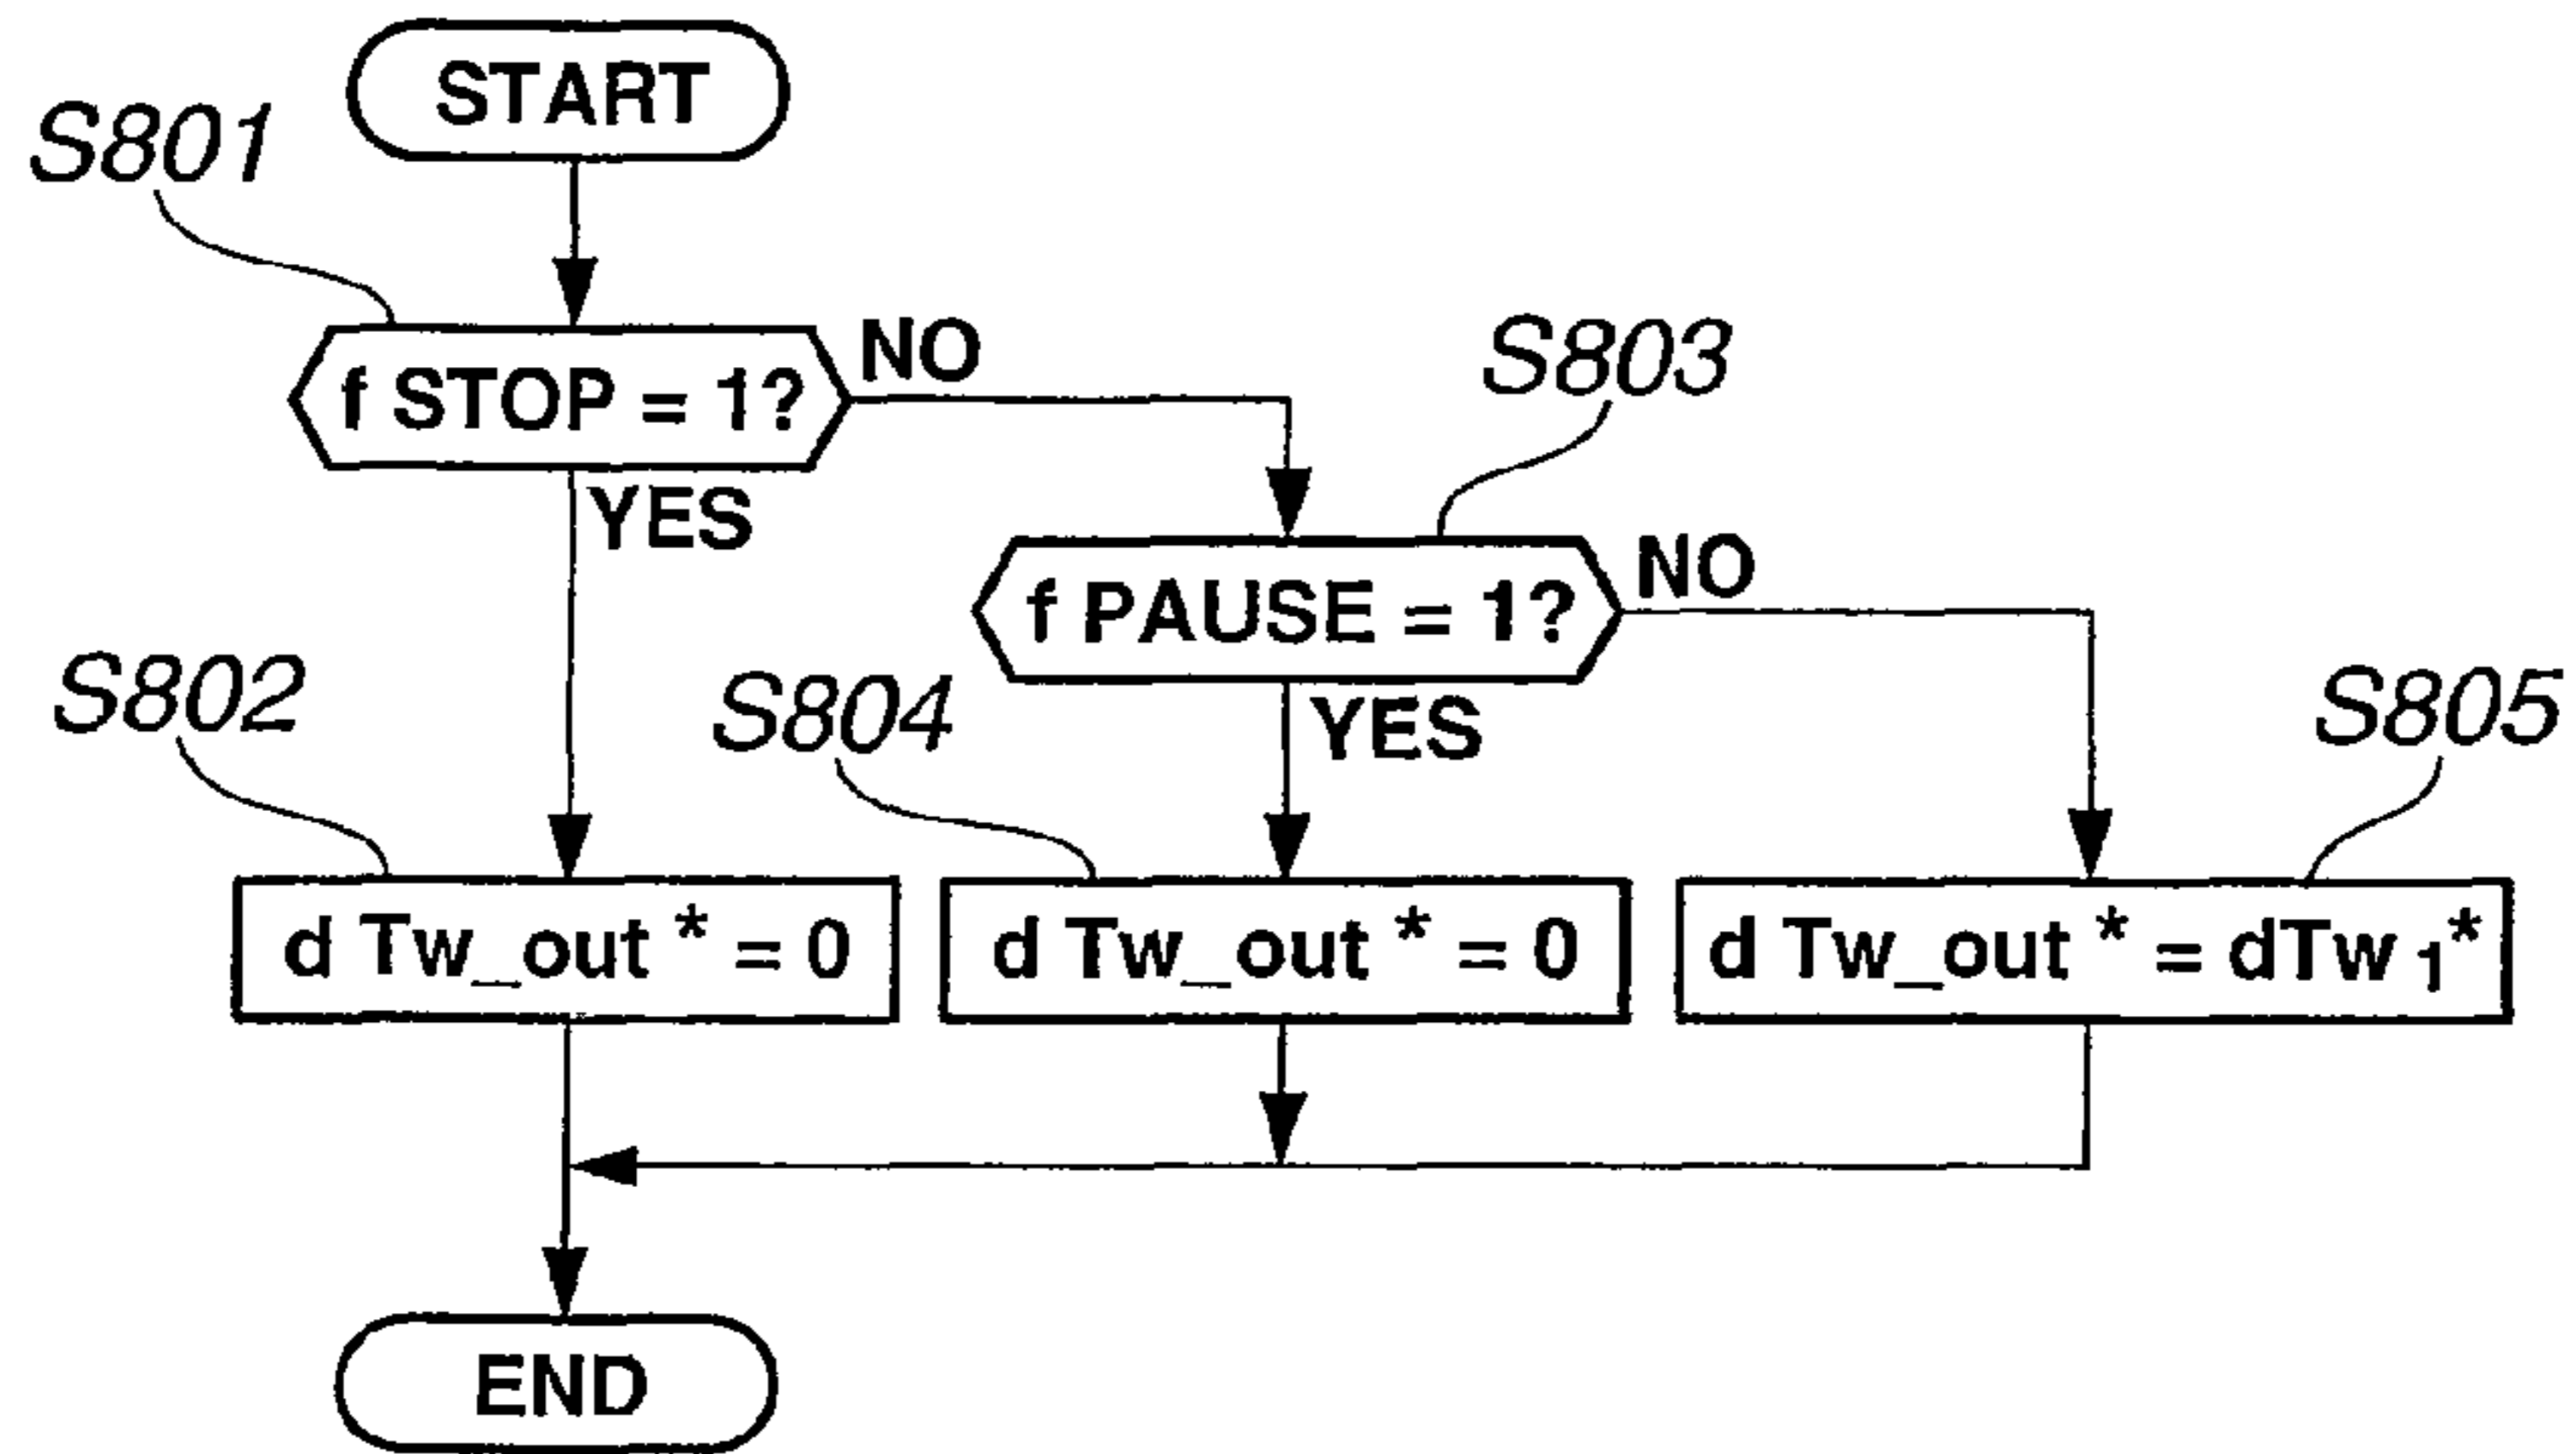 START
S801
f STOP = 1?
NO
S803
YES
f PAUSE = 1?
NO
S802
S804
YES
S805
d Tw_out * = 0
d Tw_out * = 0
d Tw_out * = dTw 1*
END